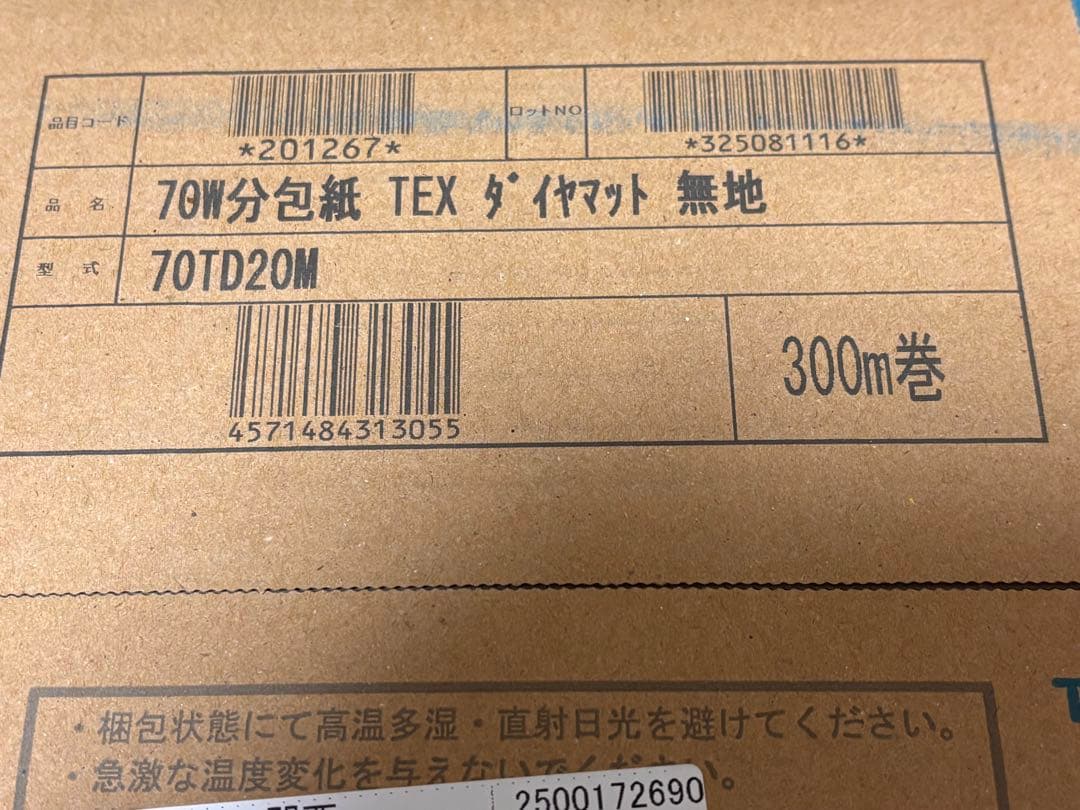 品目コード *201267* ロットNO *325081116*
品名 70W分包紙 TEX ダイヤマット 無地
型式 70TD20M
4571484313055 300m巻
・梱包状態にて高温多湿・直射日光を避けてください。
・急激な温度変化を与えないでください。
2500172690